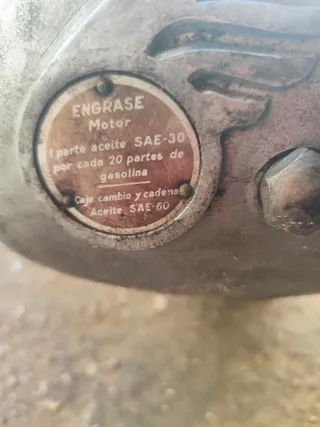 ENGRASE
Motor
1 parte aceite SAE-30
por cada 20 partes de
gasolina
Caja cambio y cadena
Aceite SAE-60